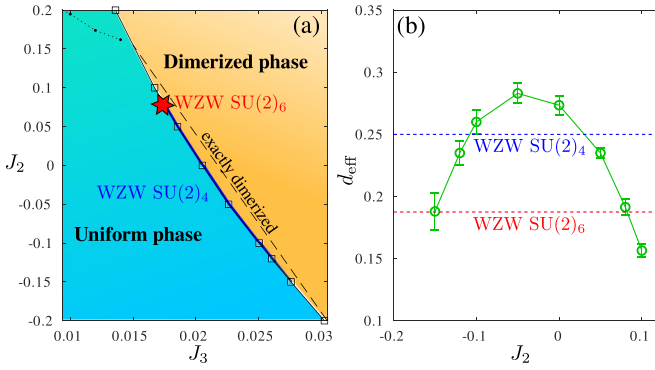 (a)
Dimerized phase
WZW SU(2)₆
exactly dimerized
WZW SU(2)₄
Uniform phase
J₂
0.2
0.15
0.1
0.05
0
-0.05
-0.1
-0.15
-0.2
0.01
0.015
0.02
0.025
0.03
J₃
(b)
WZW SU(2)₄
WZW SU(2)₆
d_eff
0.35
0.3
0.25
0.2
0.15
0.1
-0.2
-0.1
0
0.1
J₂